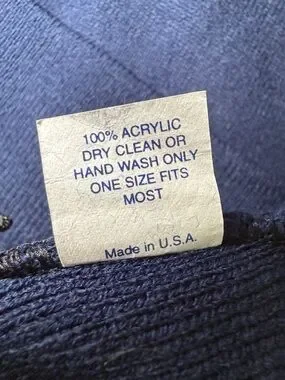 100% ACRYLIC
DRY CLEAN OR
HAND WASH ONLY
ONE SIZE FITS
MOST
Made in U.S.A.